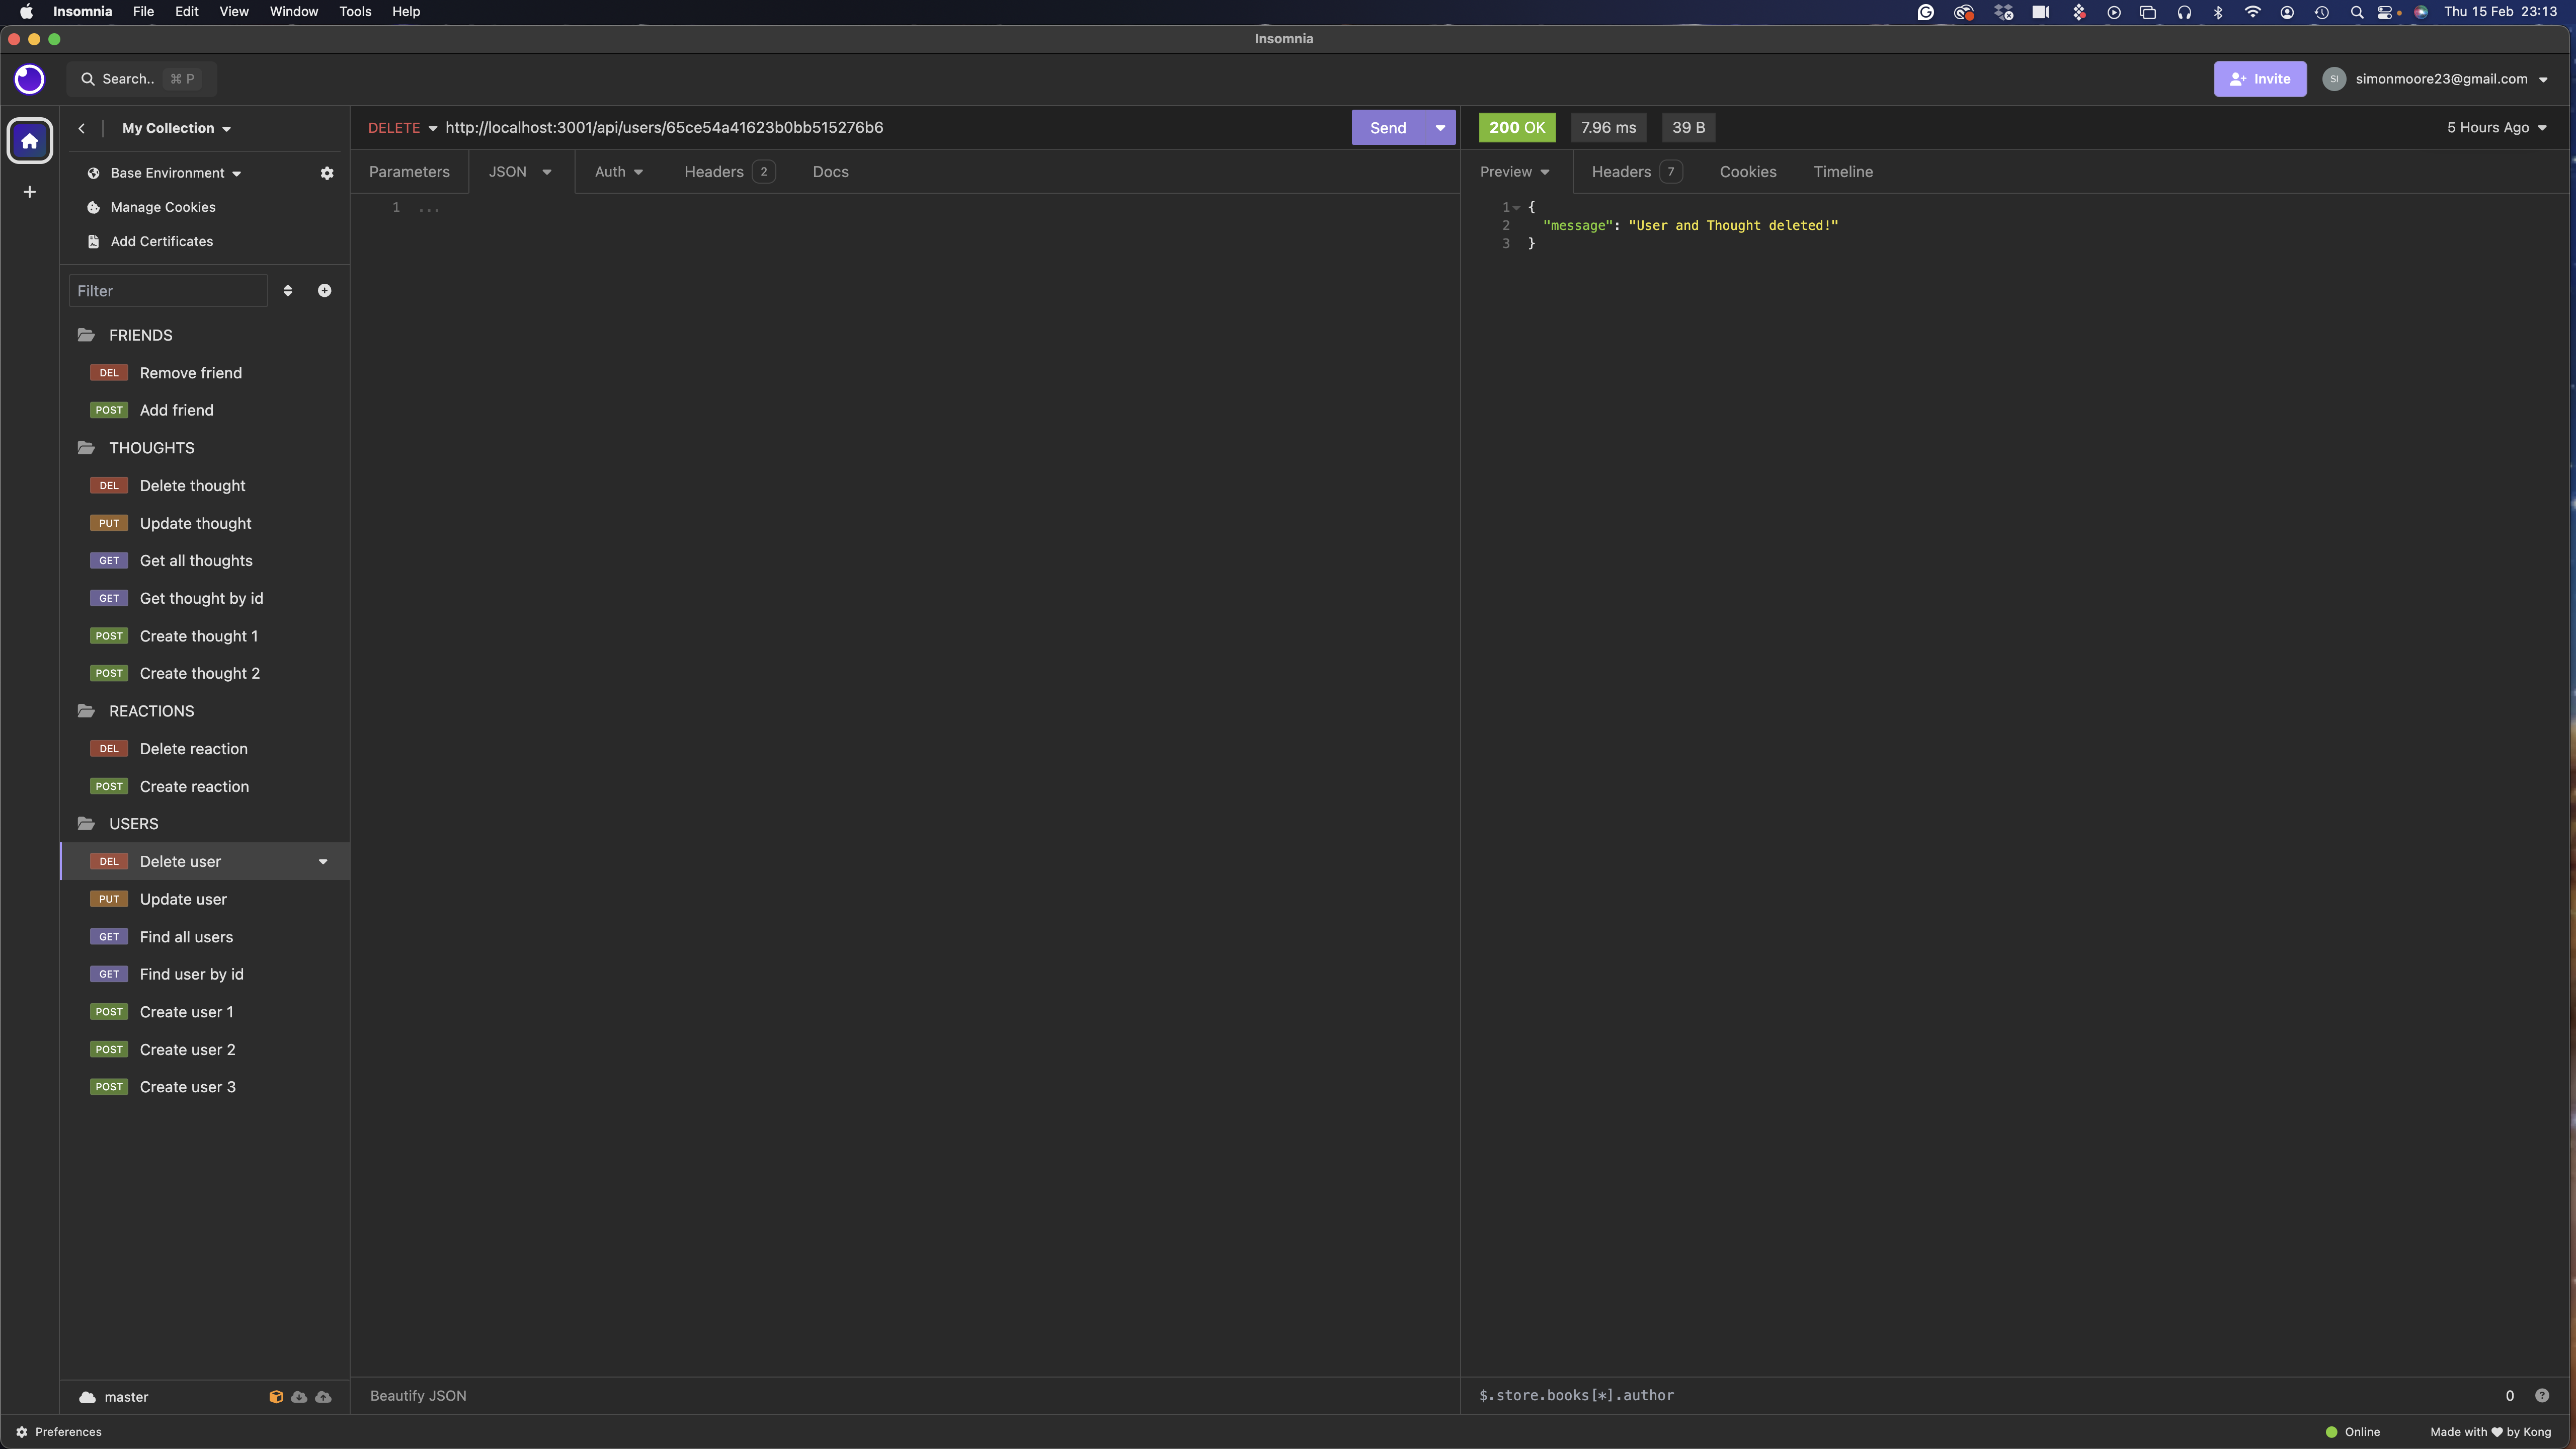 Insomnia File Edit View Window Tools Help Thu 15 Feb 23:13
Insomnia
Search.. ⌘ P Invite SI simonmoore23@gmail.com
My Collection
Base Environment
Manage Cookies
Add Certificates
Filter
FRIENDS
DEL Remove friend
POST Add friend
THOUGHTS
DEL Delete thought
PUT Update thought
GET Get all thoughts
GET Get thought by id
POST Create thought 1
POST Create thought 2
REACTIONS
DEL Delete reaction
POST Create reaction
USERS
DEL Delete user
PUT Update user
GET Find all users
GET Find user by id
POST Create user 1
POST Create user 2
POST Create user 3
master
DELETE http://localhost:3001/api/users/65ce54a41623b0bb515276b6 Send
Parameters JSON Auth Headers 2 Docs
1 ...
Beautify JSON
200 OK 7.96 ms 39 B 5 Hours Ago
Preview Headers 7 Cookies Timeline
1 {
2 "message": "User and Thought deleted!"
3 }
$.store.books[*].author 0 ?
Preferences Online Made with ♥ by Kong